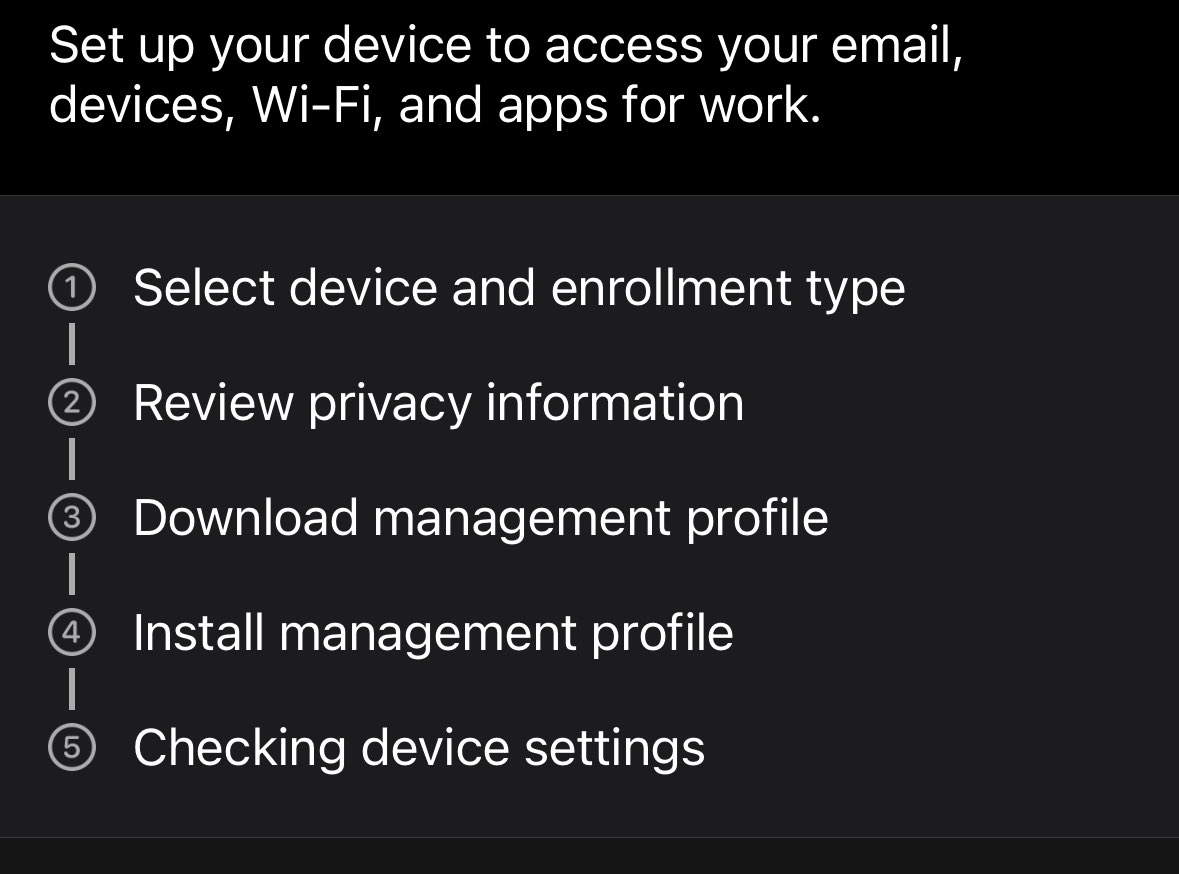 Set up your device to access your email,
devices, Wi-Fi, and apps for work.
1 Select device and enrollment type
2 Review privacy information
3 Download management profile
4 Install management profile
5 Checking device settings